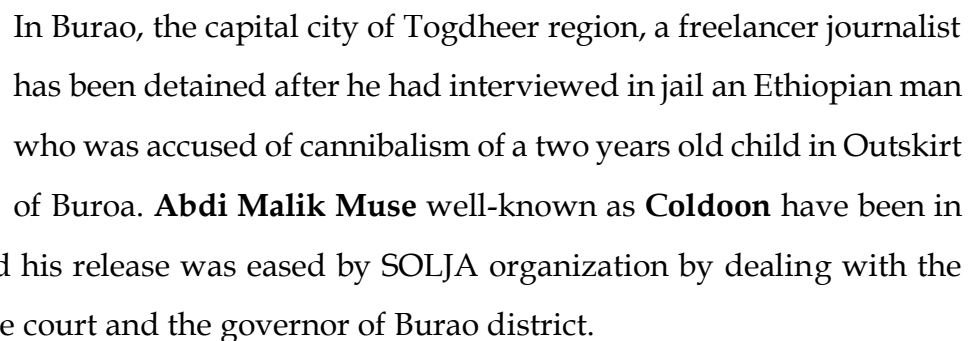 In Burao, the capital city of Togdheer region, a freelancer journalist
has been detained after he had interviewed in jail an Ethiopian man
who was accused of cannibalism of a two years old child in Outskirt
of Buroa. Abdi Malik Muse well-known as Coldoon have been in
his release was eased by SOLJA organization by dealing with the
court and the governor of Burao district.